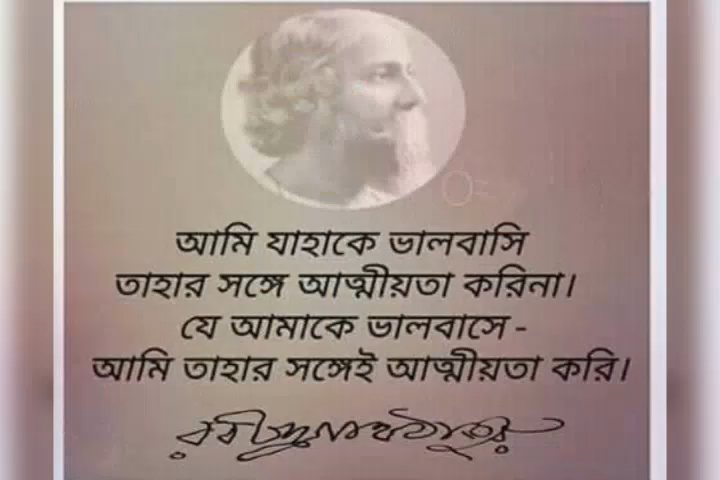 আমি যাহাকে ভালবাসি
তাহার সঙ্গে আত্মীয়তা করিনা।
যে আমাকে ভালবাসে -
আমি তাহার সঙ্গেই আত্মীয়তা করি।
রবীন্দ্রনাথ ঠাকুর